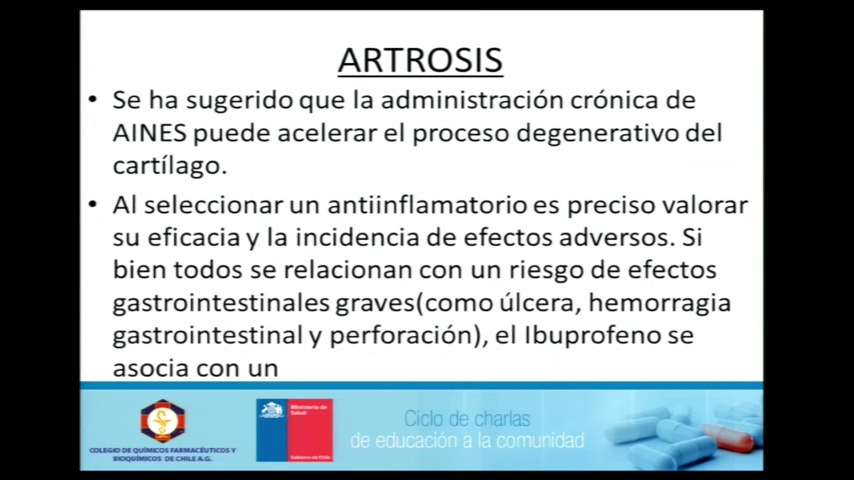 ARTROSIS
• Se ha sugerido que la administración crónica de
AINES puede acelerar el proceso degenerativo del
cartílago.
• Al seleccionar un antiinflamatorio es preciso valorar
su eficacia y la incidencia de efectos adversos. Si
bien todos se relacionan con un riesgo de efectos
gastrointestinales graves(como úlcera, hemorragia
gastrointestinal y perforación), el Ibuprofeno se
asocia con un
COLEGIO DE QUÍMICOS FARMACÉUTICOS Y
BIOQUÍMICOS DE CHILE A.G.
Ministerio de
Salud
Gobierno de Chile
Ciclo de charlas
de educación a la comunidad